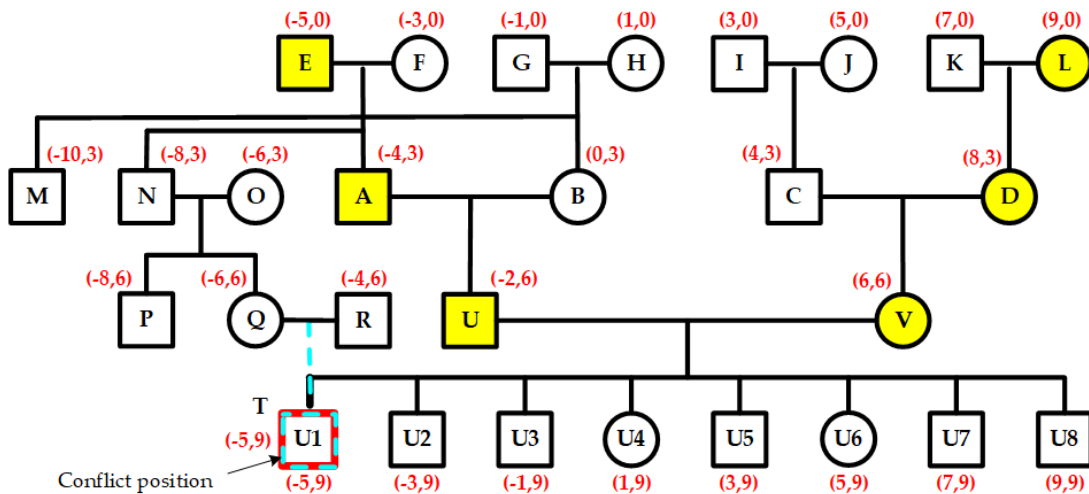 (-5,0) (-3,0) (-1,0) (1,0) (3,0) (5,0) (7,0) (9,0)
E F G H I J K L
(-10,3) (-8,3) (-6,3) (-4,3) (0,3) (4,3) (8,3)
M N O A B C D
(-8,6) (-6,6) (-4,6) (-2,6) (6,6)
P Q R U V
T
(-5,9) U1 U2 U3 U4 U5 U6 U7 U8
Conflict position (-5,9) (-3,9) (-1,9) (1,9) (3,9) (5,9) (7,9) (9,9)